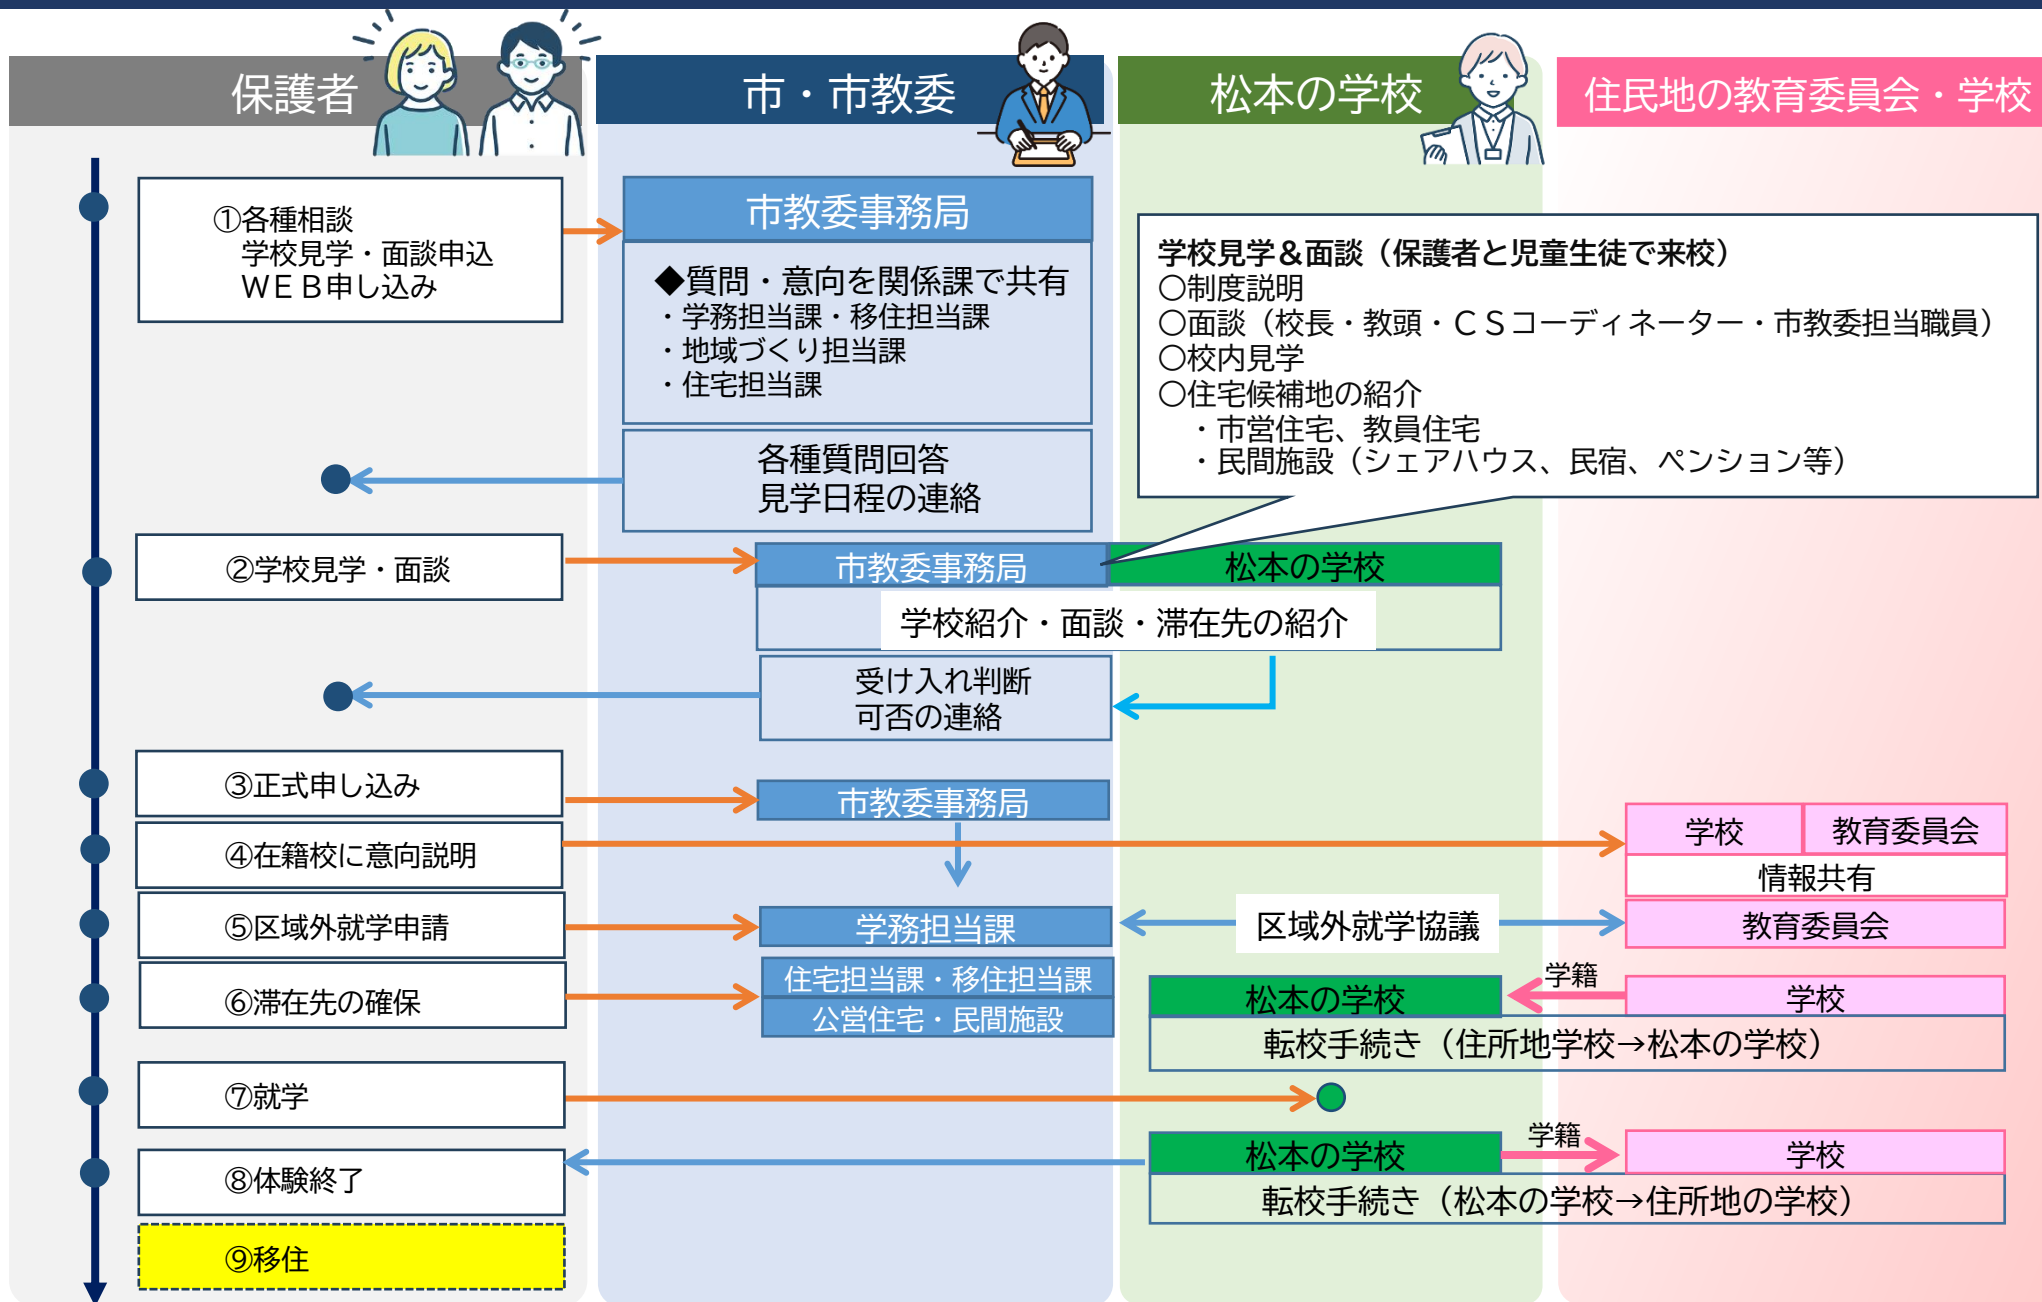 保護者
市・市教委
松本の学校
住民地の教育委員会・学校
①各種相談
学校見学・面談申込
ＷＥＢ申し込み
市教委事務局
◆質問・意向を関係課で共有
・学務担当課・移住担当課
・地域づくり担当課
・住宅担当課
学校見学＆面談（保護者と児童生徒で来校）
〇制度説明
〇面談（校長・教頭・ＣＳコーディネーター・市教委担当職員）
〇校内見学
〇住宅候補地の紹介
・市営住宅、教員住宅
・民間施設（シェアハウス、民宿、ペンション等）
各種質問回答
見学日程の連絡
②学校見学・面談
市教委事務局
松本の学校
学校紹介・面談・滞在先の紹介
受け入れ判断
可否の連絡
③正式申し込み
市教委事務局
④在籍校に意向説明
学校
教育委員会
情報共有
⑤区域外就学申請
学務担当課
区域外就学協議
教育委員会
⑥滞在先の確保
住宅担当課・移住担当課
公営住宅・民間施設
松本の学校
学籍
学校
転校手続き（住所地学校→松本の学校）
⑦就学
⑧体験終了
松本の学校
学籍
学校
転校手続き（松本の学校→住所地の学校）
⑨移住